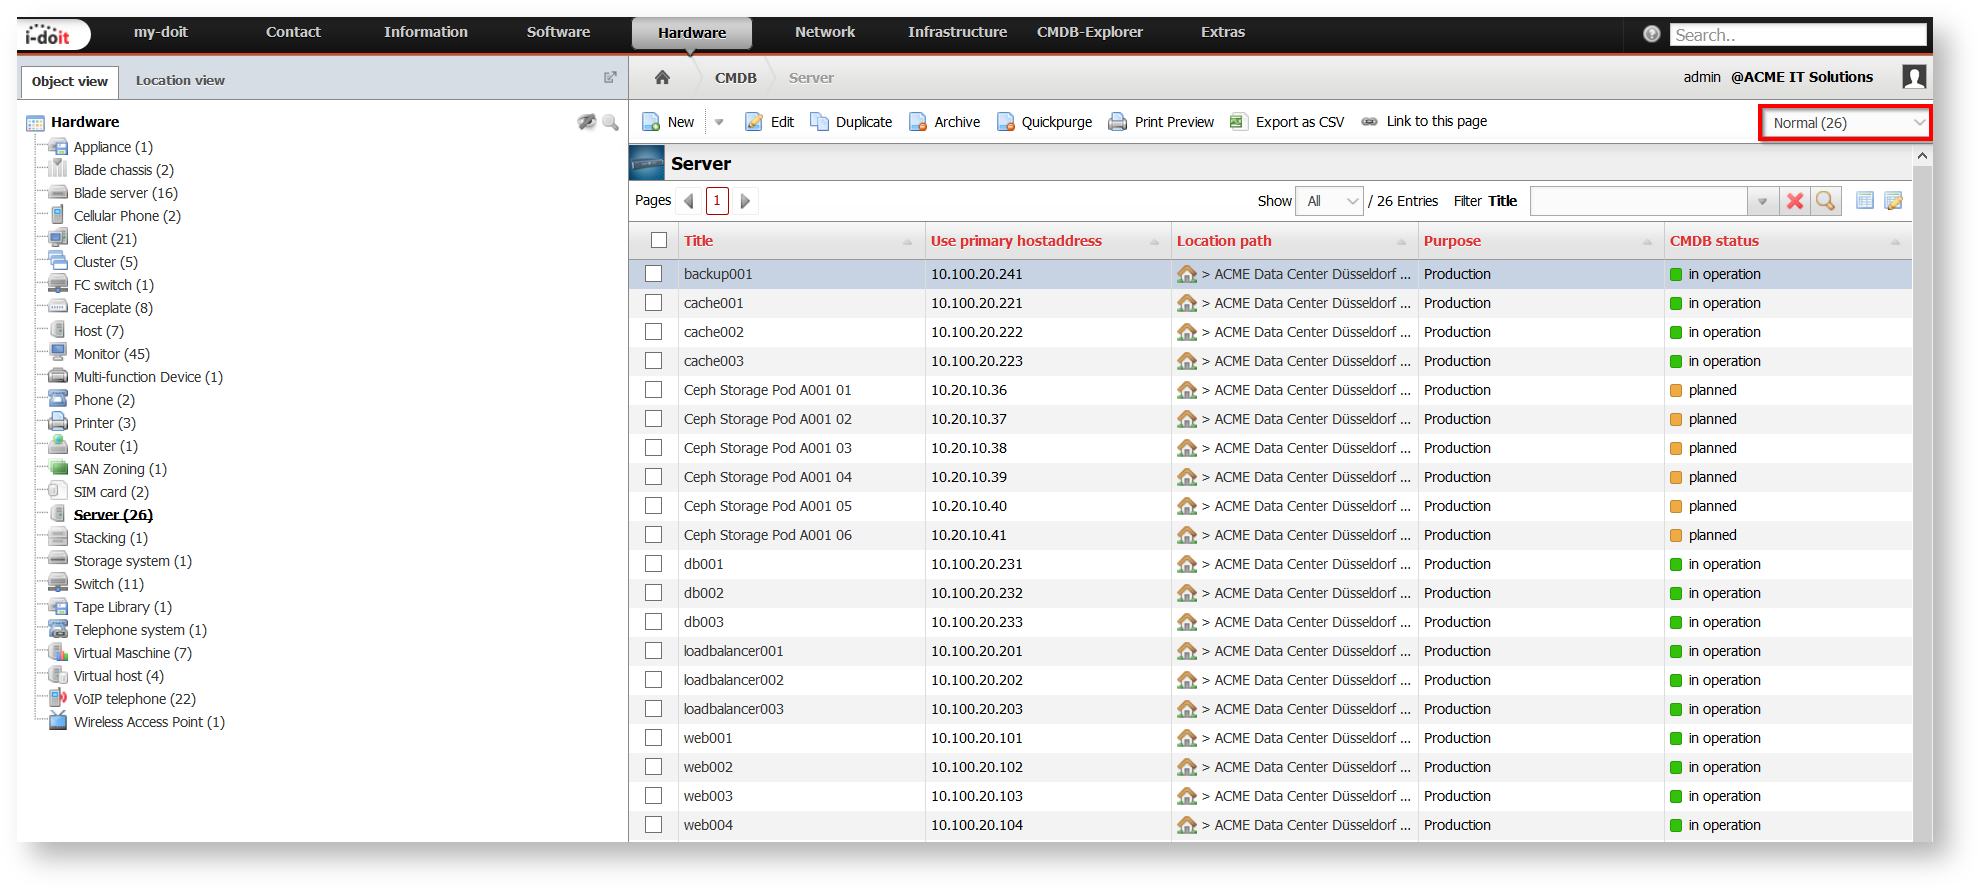 i-doit my-doit Contact Information Software Hardware Network Infrastructure CMDB-Explorer Extras Search..
Object view Location view
CMDB Server admin @ACME IT Solutions
Hardware
Appliance (1)
Blade chassis (2)
Blade server (16)
Cellular Phone (2)
Client (21)
Cluster (5)
FC switch (1)
Faceplate (8)
Host (7)
Monitor (45)
Multi-function Device (1)
Phone (2)
Printer (3)
Router (1)
SAN Zoning (1)
SIM card (2)
Server (26)
Stacking (1)
Storage system (1)
Switch (11)
Tape Library (1)
Telephone system (1)
Virtual Maschine (7)
Virtual host (4)
VoIP telephone (22)
Wireless Access Point (1)
New Edit Duplicate Archive Quickpurge Print Preview Export as CSV Link to this page Normal (26)
Server
Pages 1 Show All / 26 Entries Filter Title
Title Use primary hostaddress Location path Purpose CMDB status
backup001 10.100.20.241 > ACME Data Center Düsseldorf ... Production in operation
cache001 10.100.20.221 > ACME Data Center Düsseldorf ... Production in operation
cache002 10.100.20.222 > ACME Data Center Düsseldorf ... Production in operation
cache003 10.100.20.223 > ACME Data Center Düsseldorf ... Production in operation
Ceph Storage Pod A001 01 10.20.10.36 > ACME Data Center Düsseldorf ... Production planned
Ceph Storage Pod A001 02 10.20.10.37 > ACME Data Center Düsseldorf ... Production planned
Ceph Storage Pod A001 03 10.20.10.38 > ACME Data Center Düsseldorf ... Production planned
Ceph Storage Pod A001 04 10.20.10.39 > ACME Data Center Düsseldorf ... Production planned
Ceph Storage Pod A001 05 10.20.10.40 > ACME Data Center Düsseldorf ... Production planned
Ceph Storage Pod A001 06 10.20.10.41 > ACME Data Center Düsseldorf ... Production planned
db001 10.100.20.231 > ACME Data Center Düsseldorf ... Production in operation
db002 10.100.20.232 > ACME Data Center Düsseldorf ... Production in operation
db003 10.100.20.233 > ACME Data Center Düsseldorf ... Production in operation
loadbalancer001 10.100.20.201 > ACME Data Center Düsseldorf ... Production in operation
loadbalancer002 10.100.20.202 > ACME Data Center Düsseldorf ... Production in operation
loadbalancer003 10.100.20.203 > ACME Data Center Düsseldorf ... Production in operation
web001 10.100.20.101 > ACME Data Center Düsseldorf ... Production in operation
web002 10.100.20.102 > ACME Data Center Düsseldorf ... Production in operation
web003 10.100.20.103 > ACME Data Center Düsseldorf ... Production in operation
web004 10.100.20.104 > ACME Data Center Düsseldorf ... Production in operation